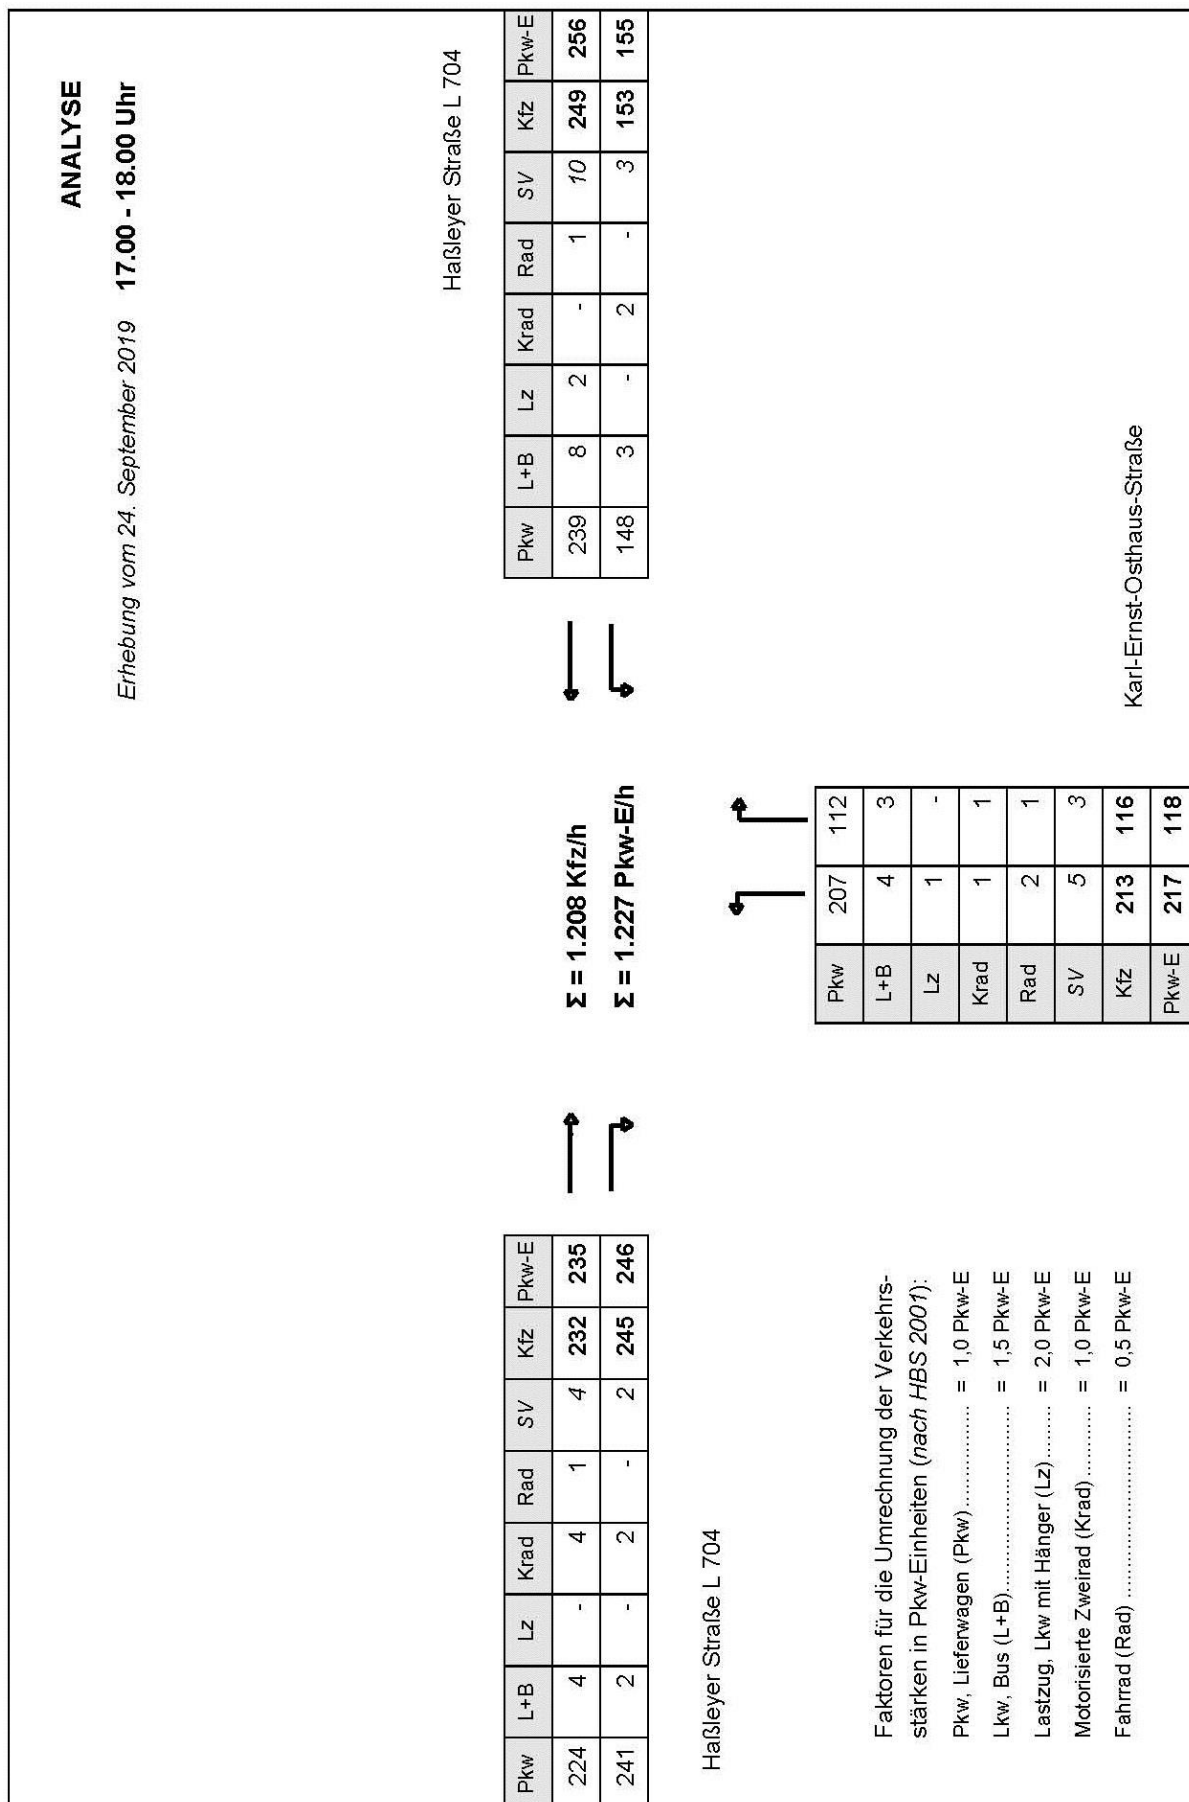 ANALYSE
Erhebung vom 24. September 2019 17.00 - 18.00 Uhr
Haßleyer Straße L 704
Pkw L+B Lz Krad Rad SV Kfz Pkw-E
239 8 2 - 1 10 249 256
148 3 - 2 - 3 153 155
Σ = 1.208 Kfz/h
Σ = 1.227 Pkw-E/h
Pkw L+B Lz Krad Rad SV Kfz Pkw-E
224 4 - 4 1 4 232 235
241 2 - 2 - 2 245 246
Haßleyer Straße L 704
Pkw 207 112
L+B 4 3
Lz 1 -
Krad 1 1
Rad 2 1
SV 5 3
Kfz 213 116
Pkw-E 217 118
Karl-Ernst-Osthaus-Straße
Faktoren für die Umrechnung der Verkehrs-
stärken in Pkw-Einheiten (nach HBS 2001):
Pkw, Lieferwagen (Pkw).................. = 1,0 Pkw-E
Lkw, Bus (L+B)................................ = 1,5 Pkw-E
Lastzug, Lkw mit Hänger (Lz)......... = 2,0 Pkw-E
Motorisierte Zweirad (Krad)............ = 1,0 Pkw-E
Fahrrad (Rad) ................................ = 0,5 Pkw-E